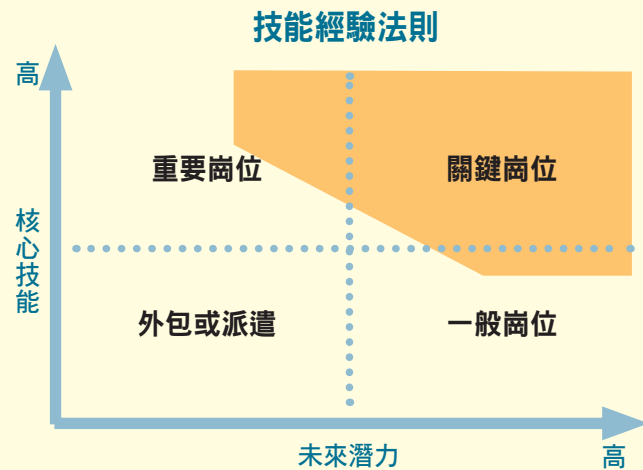 技能經驗法則
高
重要崗位
關鍵崗位
核心技能
外包或派遣
一般崗位
未來潛力
高